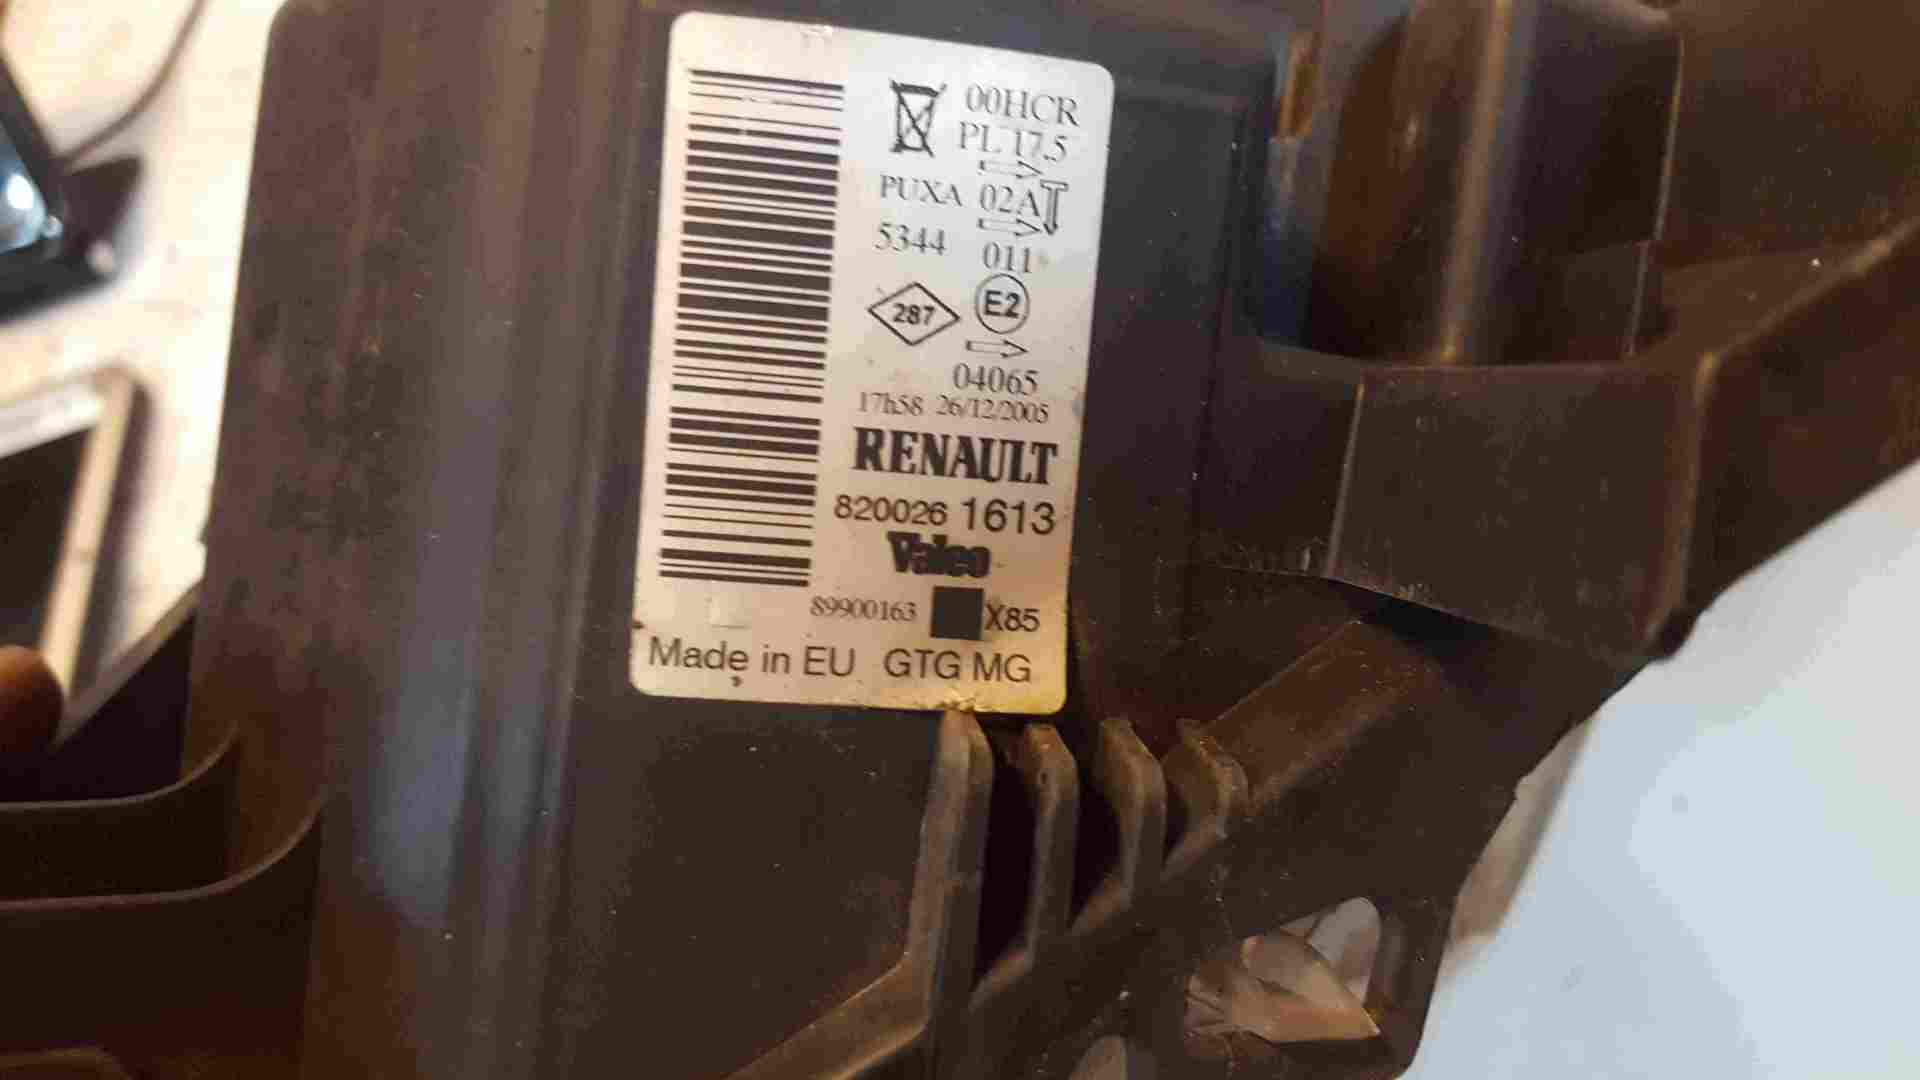 00HCR
PL 17.5
PUXA 02A
5344 011
287 E2
04065
17h58 26/12/2005
RENAULT
820026 1613
Valeo
89900163 X85
Made in EU GTG MG